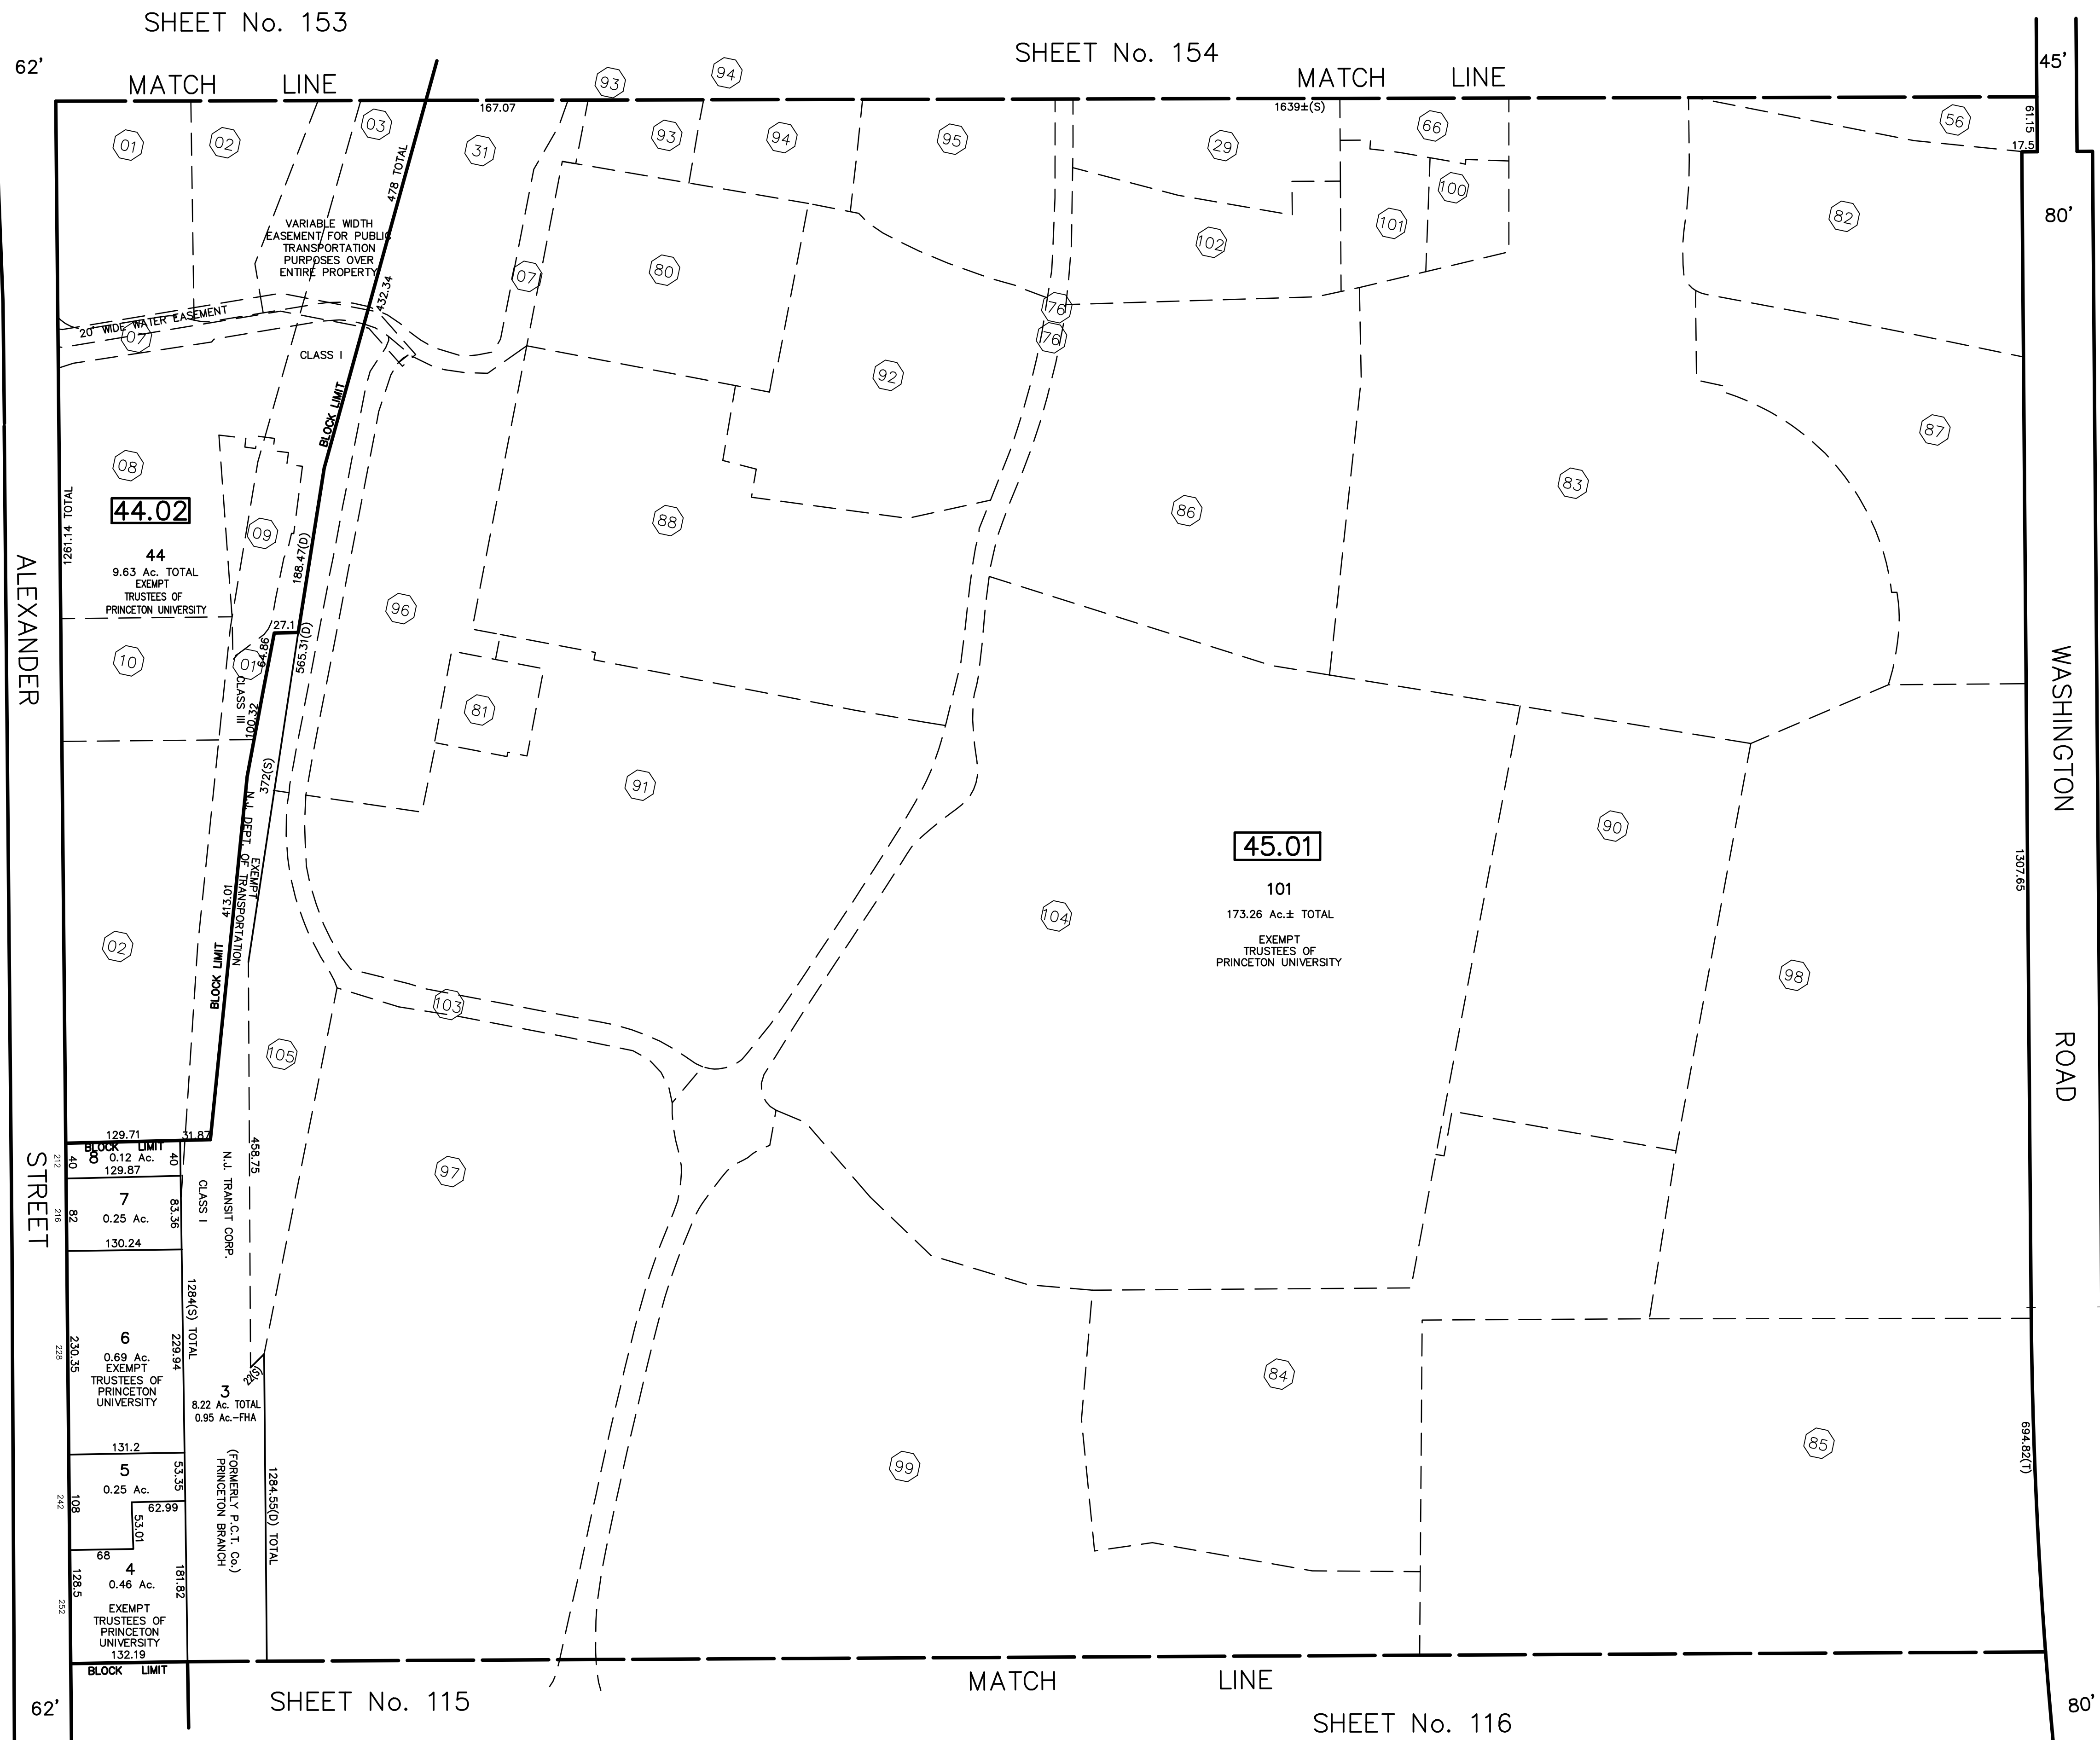 SHEET No. 153
SHEET No. 154
62'
45'
MATCH LINE
MATCH LINE
93
94
167.07
1639±(S)
61.15
17.5
01
02
03
31
93
94
95
29
66
56
478 TOTAL
100
101
82
80'
VARIABLE WIDTH
EASEMENT FOR PUBLIC
TRANSPORTATION
PURPOSES OVER
ENTIRE PROPERTY
432.34
07
80
102
76
76
20' WIDE WATER EASEMENT
07
CLASS I
BLOCK LIMIT
92
87
08
44.02
1261.14 TOTAL
44
9.63 Ac. TOTAL
EXEMPT
TRUSTEES OF
PRINCETON UNIVERSITY
09
188.47(D)
88
86
83
ALEXANDER
STREET
96
27.1
64.86
565.31(D)
10
01
CLASS III
100.32
372(S)
81
91
WASHINGTON
ROAD
N.J. DEPT. OF TRANSPORTATION
EXEMPT
413.01
BLOCK LIMIT
02
45.01
101
173.26 Ac.± TOTAL
EXEMPT
TRUSTEES OF
PRINCETON UNIVERSITY
90
1307.65
104
98
103
105
129.71
31.87
BLOCK LIMIT
8
0.12 Ac.
212
40
40
129.87
458.75
7
0.25 Ac.
216
82
83.36
130.24
N.J. TRANSIT CORP.
CLASS I
97
1284(S) TOTAL
6
0.69 Ac.
EXEMPT
TRUSTEES OF
PRINCETON
UNIVERSITY
228
230.35
229.94
22(S)
3
8.22 Ac. TOTAL
0.95 Ac.-FHA
84
131.2
5
0.25 Ac.
242
108
53.35
62.99
53.01
68
(FORMERLY P.C.T. Co.)
PRINCETON BRANCH
1284.55(D) TOTAL
99
85
694.82(T)
4
0.46 Ac.
EXEMPT
TRUSTEES OF
PRINCETON
UNIVERSITY
252
128.5
181.82
132.19
BLOCK LIMIT
MATCH LINE
62'
SHEET No. 115
SHEET No. 116
80'